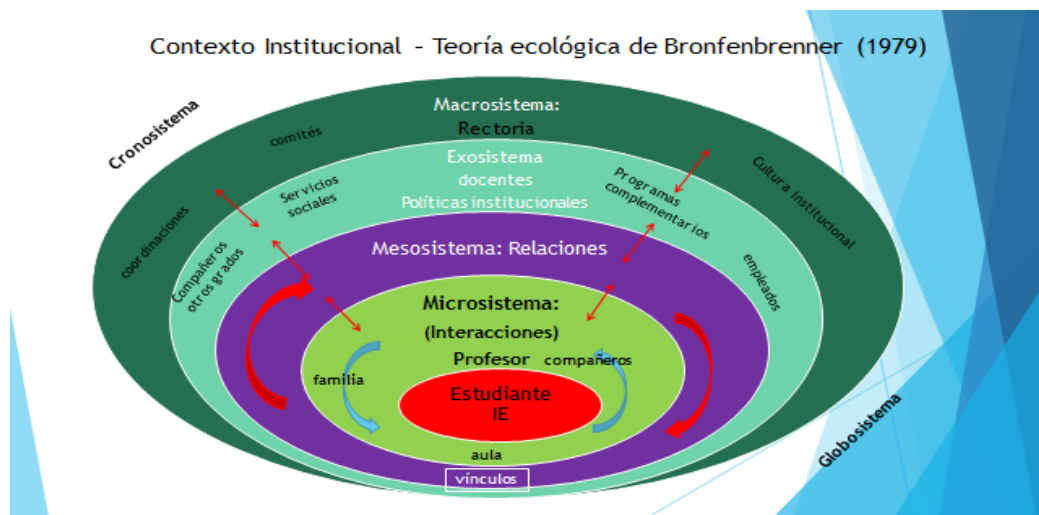 Contexto Institucional - Teoría ecológica de Bronfenbrenner (1979)
Cronosistema
Macrosistema:
Rectoria
comités
coordinaciones
Cultura Institucional
Exosistema
docentes
Políticas institucionales
Servicios
sociales
Programas
complementarios
Compañeros
otros grados
empleados
Mesosistema: Relaciones
Microsistema:
(Interacciones)
Profesor
compañeros
familia
Estudiante
IE
aula
vínculos
Globosistema